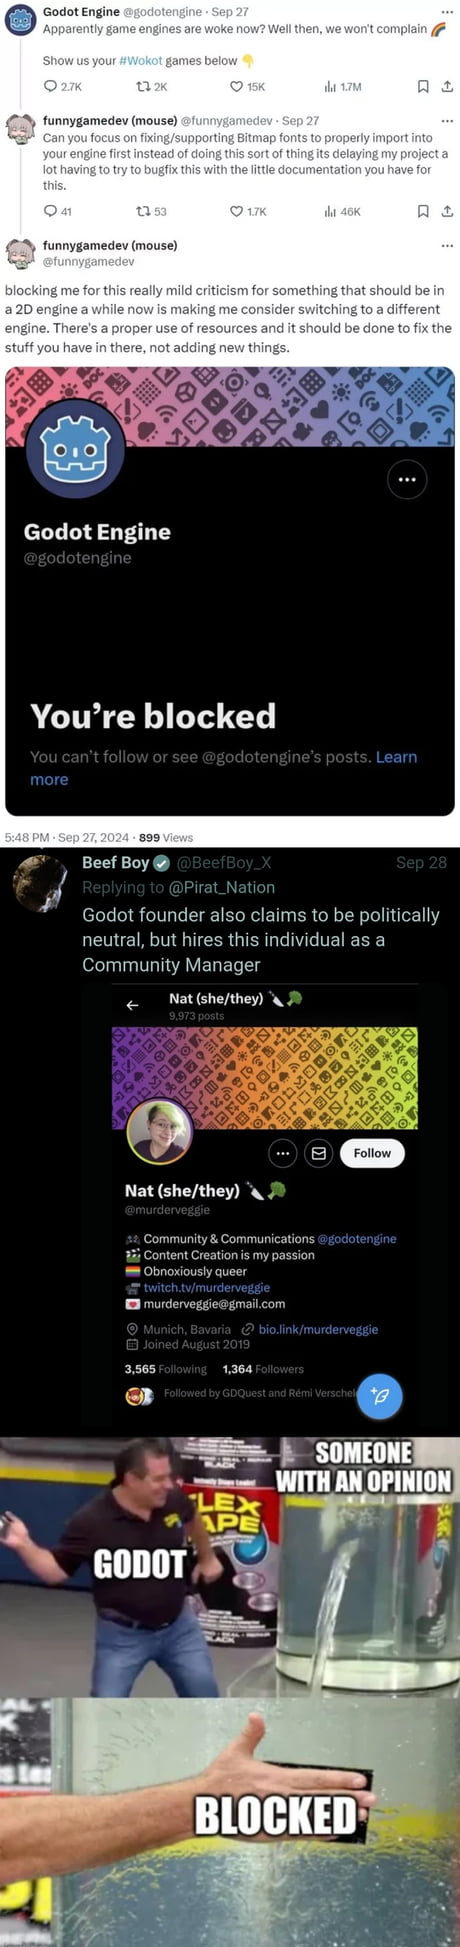 Godot Engine @godotengine · Sep 27
Apparently game engines are woke now? Well then, we won't complain 🌈
Show us your #Wokot games below 👇
2.7K 2K 15K 1.7M
funnygamedev (mouse) @funnygamedev · Sep 27
Can you focus on fixing/supporting Bitmap fonts to properly import into
your engine first instead of doing this sort of thing its delaying my project a
lot having to try to bugfix this with the little documentation you have for
this.
41 53 1.7K 46K
funnygamedev (mouse)
@funnygamedev
blocking me for this really mild criticism for something that should be in
a 2D engine a while now is making me consider switching to a different
engine. There's a proper use of resources and it should be done to fix the
stuff you have in there, not adding new things.
Godot Engine
@godotengine
You're blocked
You can't follow or see @godotengine's posts. Learn
more
5:48 PM · Sep 27, 2024 · 899 Views
Beef Boy @BeefBoy_X Sep 28
Replying to @Pirat_Nation
Godot founder also claims to be politically
neutral, but hires this individual as a
Community Manager
Nat (she/they) 🔪🥦
9,973 posts
Follow
Nat (she/they) 🔪🥦
@murderveggie
🎮 Community & Communications @godotengine
🎬 Content Creation is my passion
🏳️‍🌈 Obnoxiously queer
🎥 twitch.tv/murderveggie
💌 murderveggie@gmail.com
Munich, Bavaria bio.link/murderveggie
Joined August 2019
3,565 Following 1,364 Followers
Followed by GDQuest and Rémi Verschel
SOMEONE
WITH AN OPINION
LEX
APE
GODOT
BLOCKED